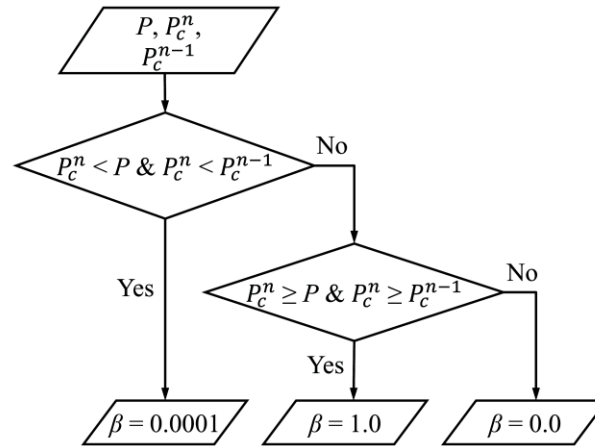 P, P_c^n,
P_c^{n-1}
P_c^n < P & P_c^n < P_c^{n-1}
No
P_c^n ≥ P & P_c^n ≥ P_c^{n-1}
No
Yes
Yes
β = 0.0001
β = 1.0
β = 0.0